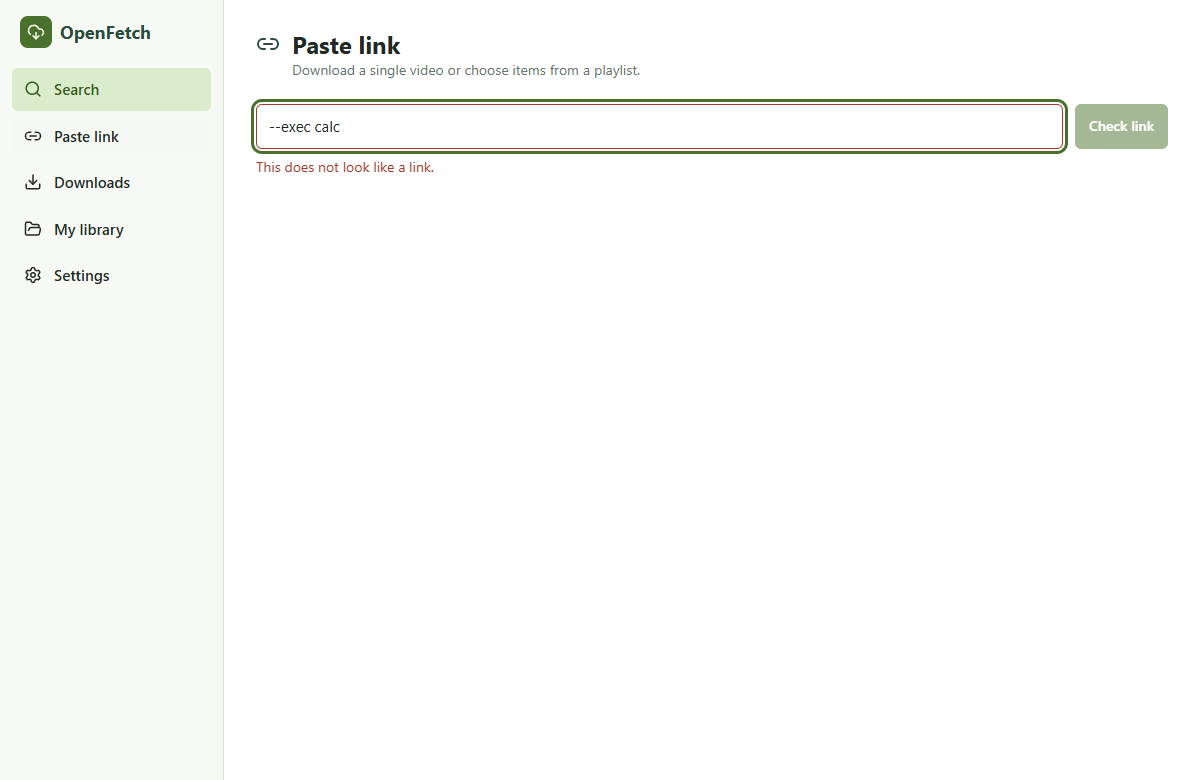 OpenFetch
Search
Paste link
Downloads
My library
Settings
Paste link
Download a single video or choose items from a playlist.
--exec calc
Check link
This does not look like a link.